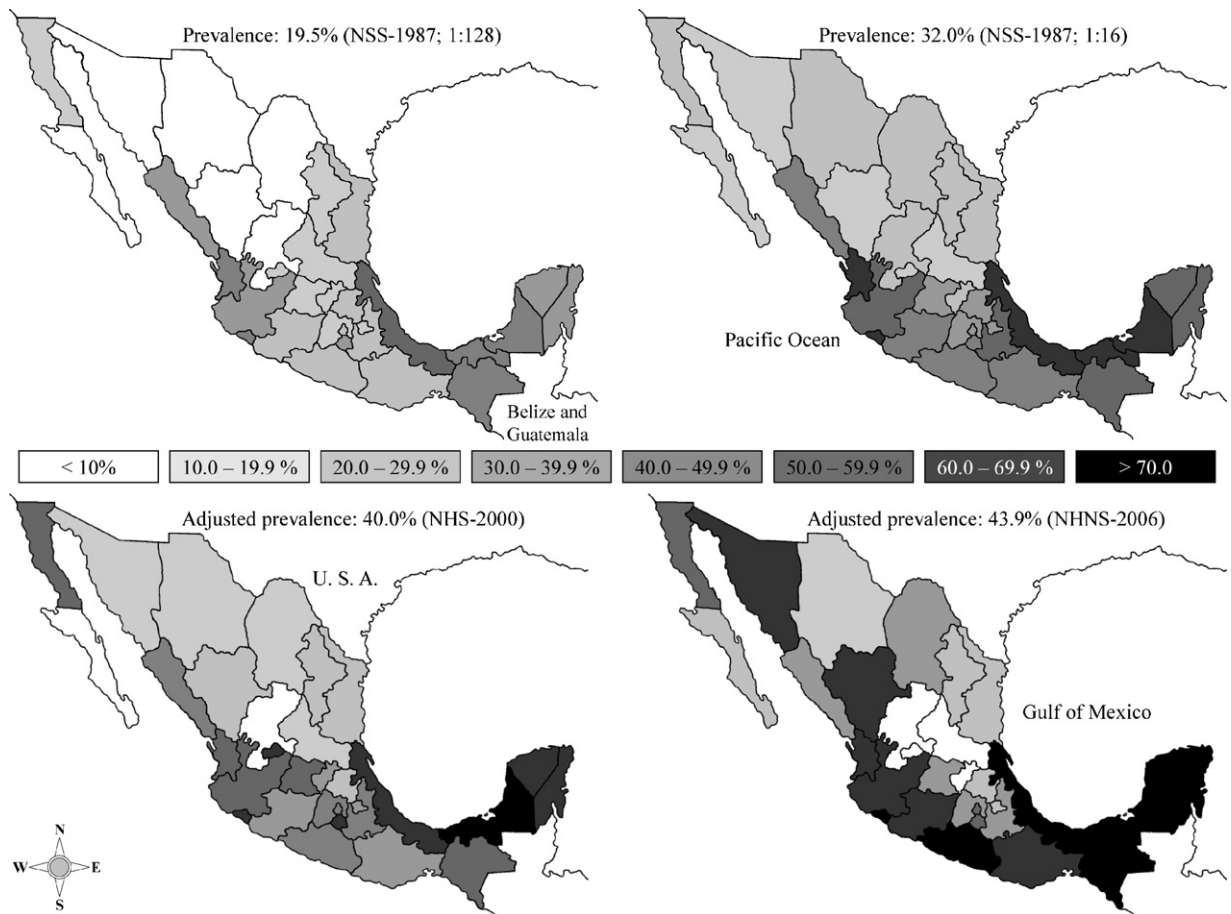 Prevalence: 19.5% (NSS-1987; 1:128)
Prevalence: 32.0% (NSS-1987; 1:16)
Pacific Ocean
Belize and
Guatemala
< 10%
10.0 – 19.9 %
20.0 – 29.9 %
30.0 – 39.9 %
40.0 – 49.9 %
50.0 – 59.9 %
60.0 – 69.9 %
> 70.0
Adjusted prevalence: 40.0% (NHS-2000)
Adjusted prevalence: 43.9% (NHNS-2006)
U. S. A.
Gulf of Mexico
N
W
E
S